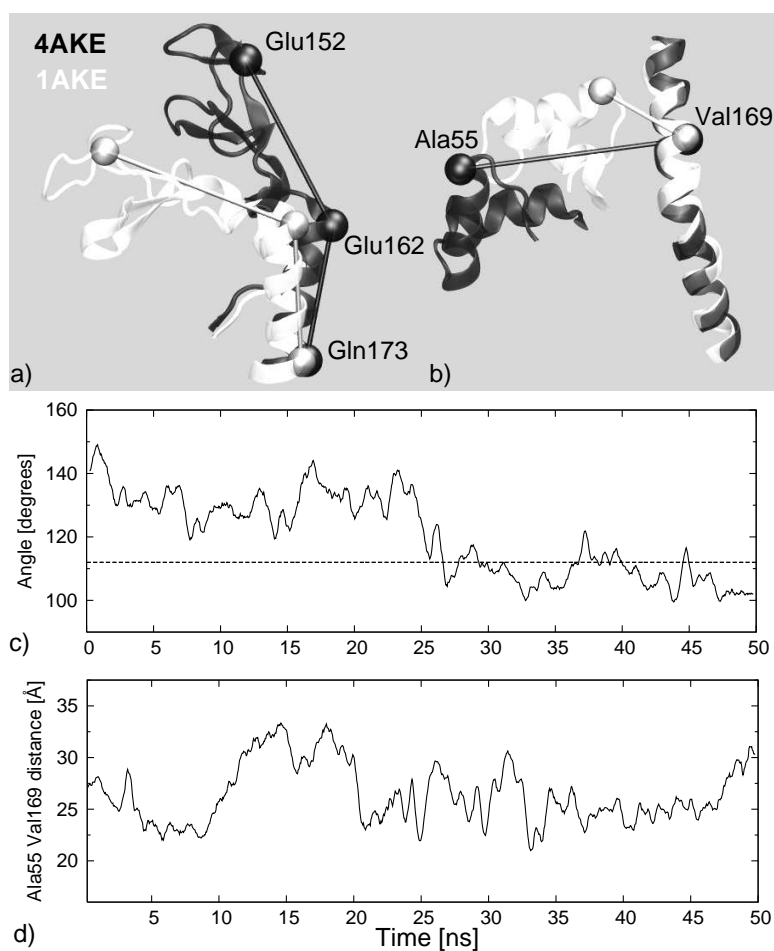 4AKE
1AKE
Glu152
Glu162
Gln173
a)
Ala55
Val169
b)
160
140
120
100
Angle [degrees]
c)
0 5 10 15 20 25 30 35 40 45 50
35
30
25
20
Ala55 Val169 distance [Å]
d)
5 10 15 20 25 30 35 40 45 50
Time [ns]